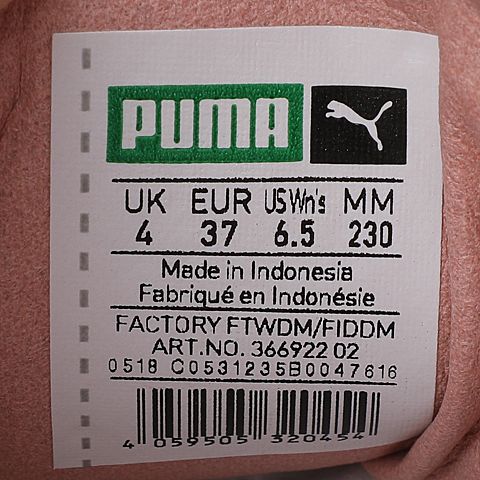 PUMA
UK EUR US Wn's MM
4 37 6.5 230
Made in Indonesia
Fabriqué en Indonésie
FACTORY FTWDM/FIDDM
ART.NO. 366922 02
0518 C0531235B0047616
4 059505 320454